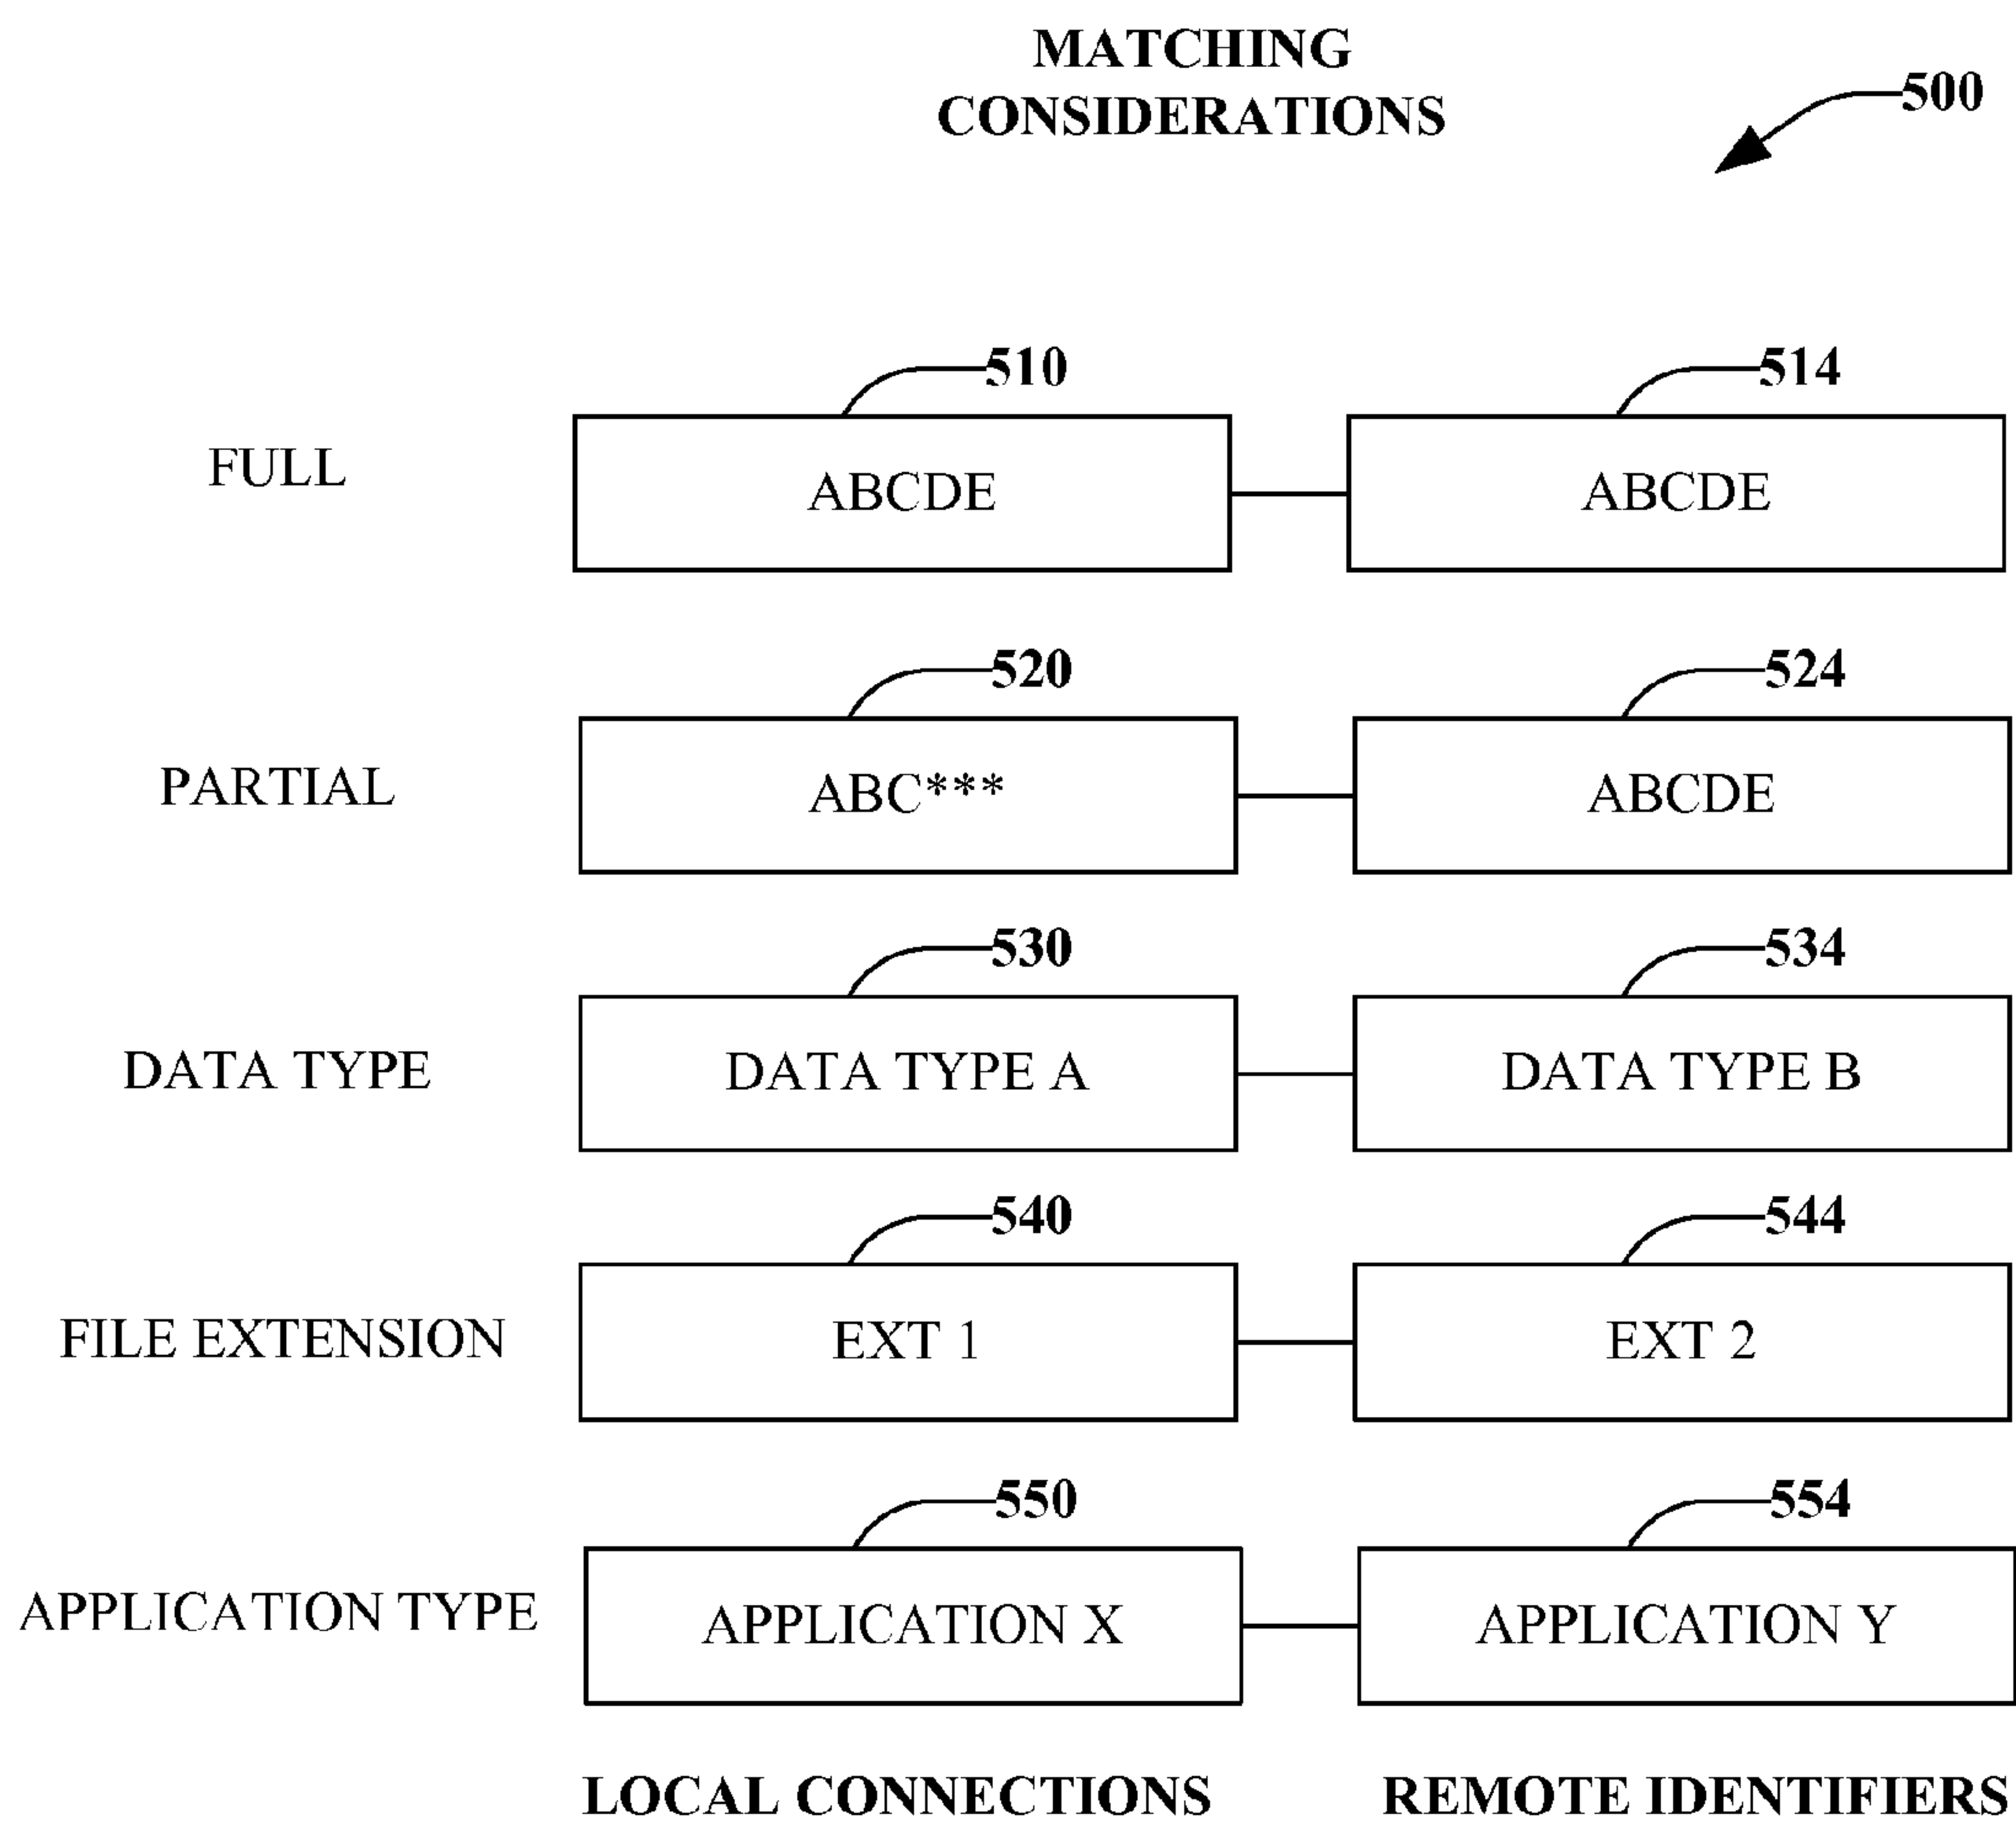 MATCHING
CONSIDERATIONS
500
510
514
FULL
ABCDE
ABCDE
520
524
PARTIAL
ABC***
ABCDE
530
534
DATA TYPE
DATA TYPE A
DATA TYPE B
540
544
FILE EXTENSION
EXT 1
EXT 2
550
554
APPLICATION TYPE
APPLICATION X
APPLICATION Y
LOCAL CONNECTIONS
REMOTE IDENTIFIERS